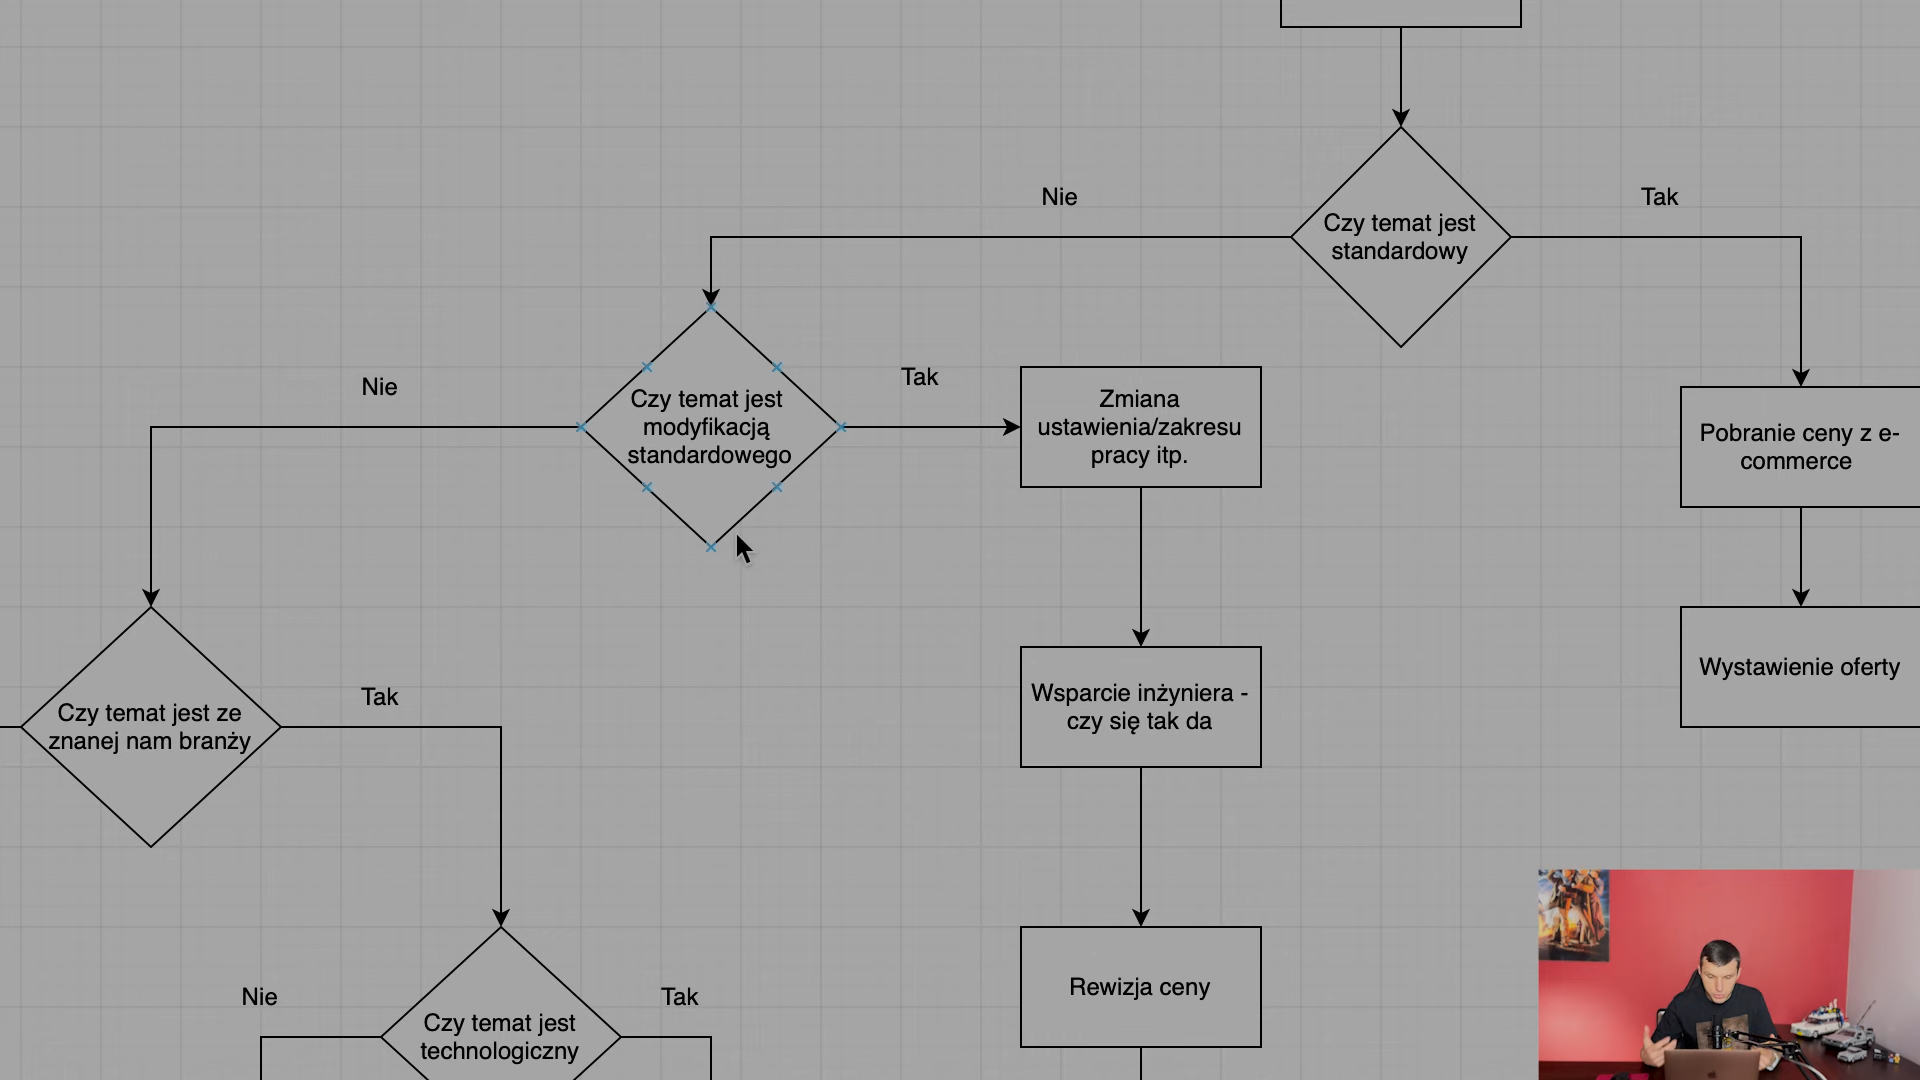 Nie
Tak
Czy temat jest
standardowy
Nie
Tak
Czy temat jest
modyfikacją
standardowego
Zmiana
ustawienia/zakresu
pracy itp.
Pobranie ceny z e-
commerce
Wsparcie inżyniera -
czy się tak da
Wystawienie oferty
Tak
Czy temat jest ze
znanej nam branży
Nie
Tak
Czy temat jest
technologiczny
Rewizja ceny